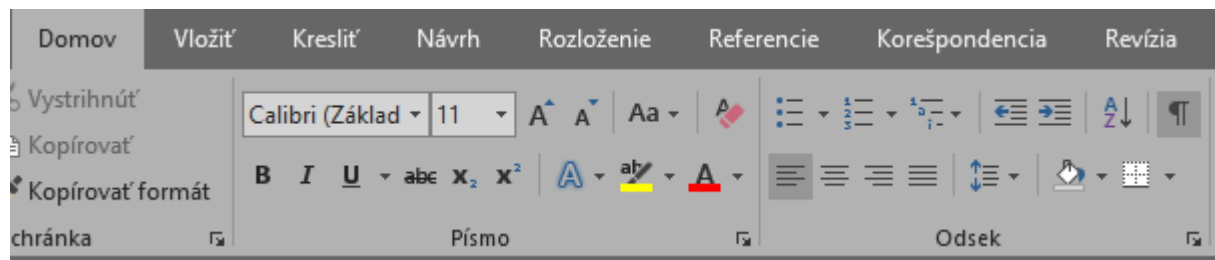 Domov Vložiť Kresliť Návrh Rozloženie Referencie Korešpondencia Revízia
Vystrihnúť
Kopírovať
Kopírovať formát
chránka
Calibri (Základ 11 A A Aa A
B I U abc X₂ X² A ab A
Písmo
A Z ¶
Odsek